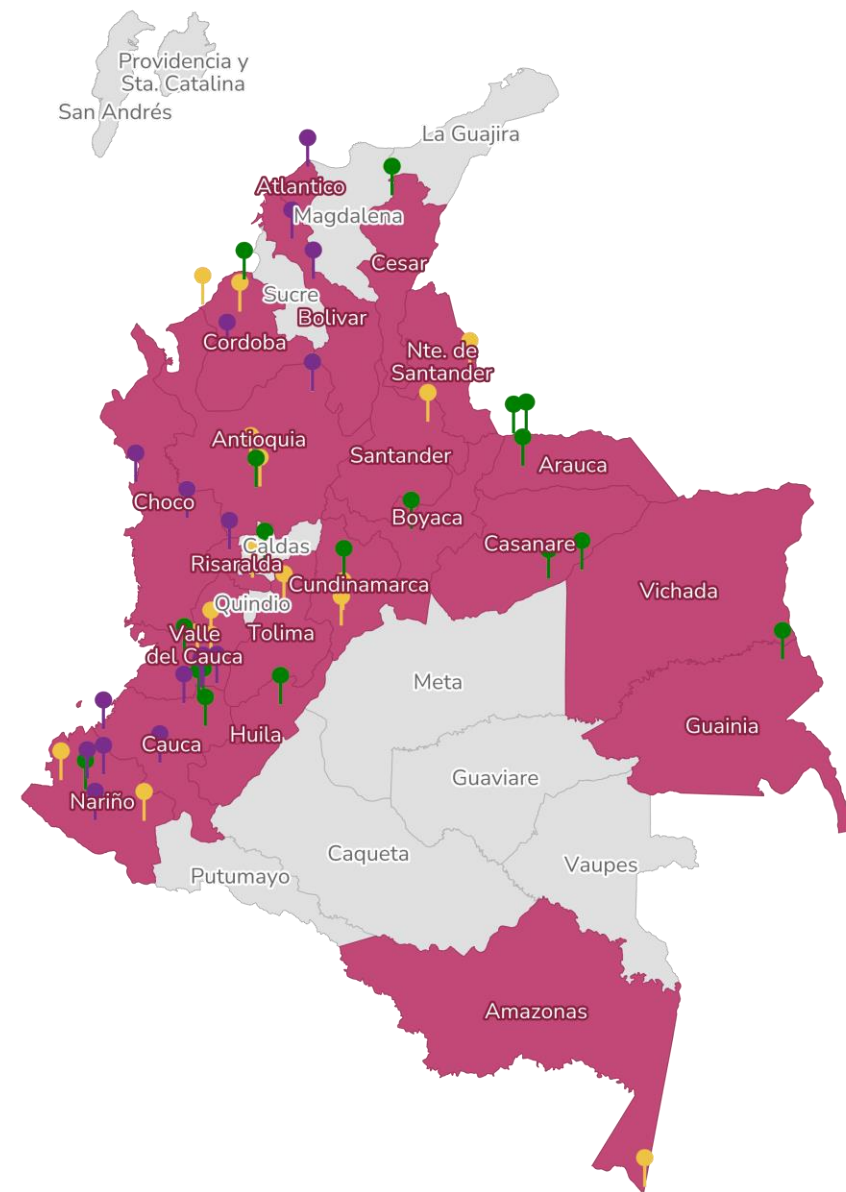 Providencia y
Sta. Catalina
San Andrés
La Guajira
Atlantico
Magdalena
Cesar
Sucre
Bolivar
Cordoba
Nte. de
Santander
Antioquia
Santander
Arauca
Choco
Boyaca
Casanare
Caldas
Risaralda
Cundinamarca
Vichada
Quindio
Valle
del Cauca
Tolima
Meta
Guainia
Cauca
Huila
Guaviare
Nariño
Caqueta
Vaupes
Putumayo
Amazonas